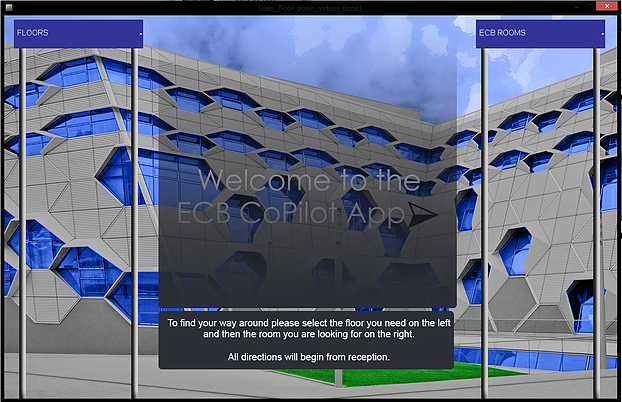 Luke__floor_done__videos_done1
FLOORS
ECB ROOMS
Welcome to the
ECB CoPilot App
To find your way around please select the floor you need on the left
and then the room you are looking for on the right.
All directions will begin from reception.